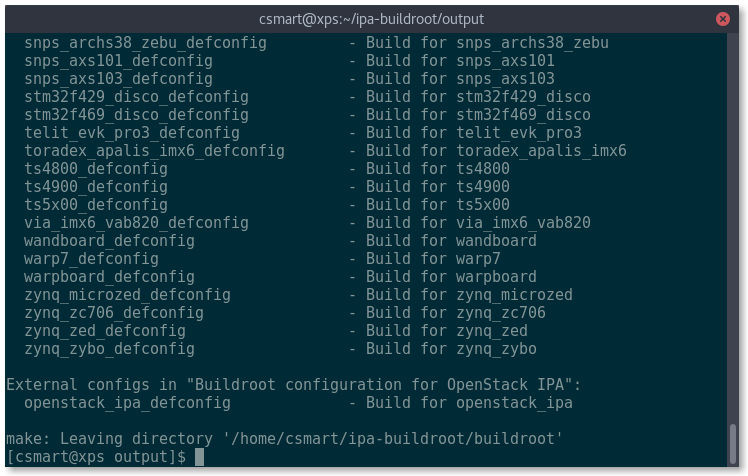 csmart@xps:~/ipa-buildroot/output
snps_archs38_zebu_defconfig - Build for snps_archs38_zebu
snps_axs101_defconfig - Build for snps_axs101
snps_axs103_defconfig - Build for snps_axs103
stm32f429_disco_defconfig - Build for stm32f429_disco
stm32f469_disco_defconfig - Build for stm32f469_disco
telit_evk_pro3_defconfig - Build for telit_evk_pro3
toradex_apalis_imx6_defconfig - Build for toradex_apalis_imx6
ts4800_defconfig - Build for ts4800
ts4900_defconfig - Build for ts4900
ts5x00_defconfig - Build for ts5x00
via_imx6_vab820_defconfig - Build for via_imx6_vab820
wandboard_defconfig - Build for wandboard
warp7_defconfig - Build for warp7
warpboard_defconfig - Build for warpboard
zynq_microzed_defconfig - Build for zynq_microzed
zynq_zc706_defconfig - Build for zynq_zc706
zynq_zed_defconfig - Build for zynq_zed
zynq_zybo_defconfig - Build for zynq_zybo
External configs in "Buildroot configuration for OpenStack IPA":
openstack_ipa_defconfig - Build for openstack_ipa
make: Leaving directory '/home/csmart/ipa-buildroot/buildroot'
[csmart@xps output]$